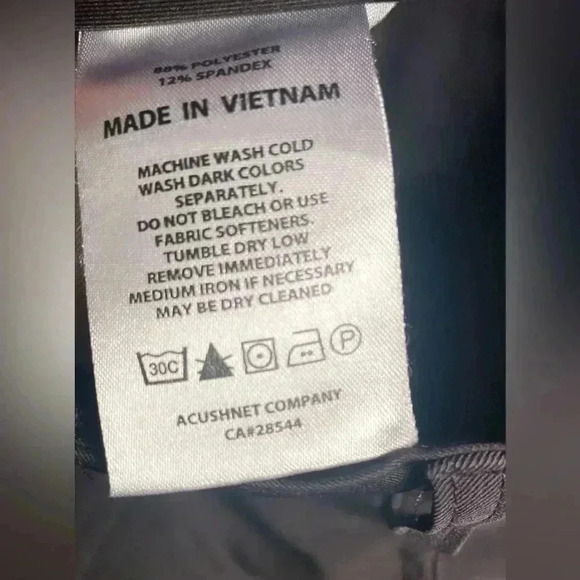 88% POLYESTER
12% SPANDEX
MADE IN VIETNAM
MACHINE WASH COLD
WASH DARK COLORS
SEPARATELY.
DO NOT BLEACH OR USE
FABRIC SOFTENERS.
TUMBLE DRY LOW
REMOVE IMMEDIATELY
MEDIUM IRON IF NECESSARY
MAY BE DRY CLEANED
30C P
ACUSHNET COMPANY
CA#28544